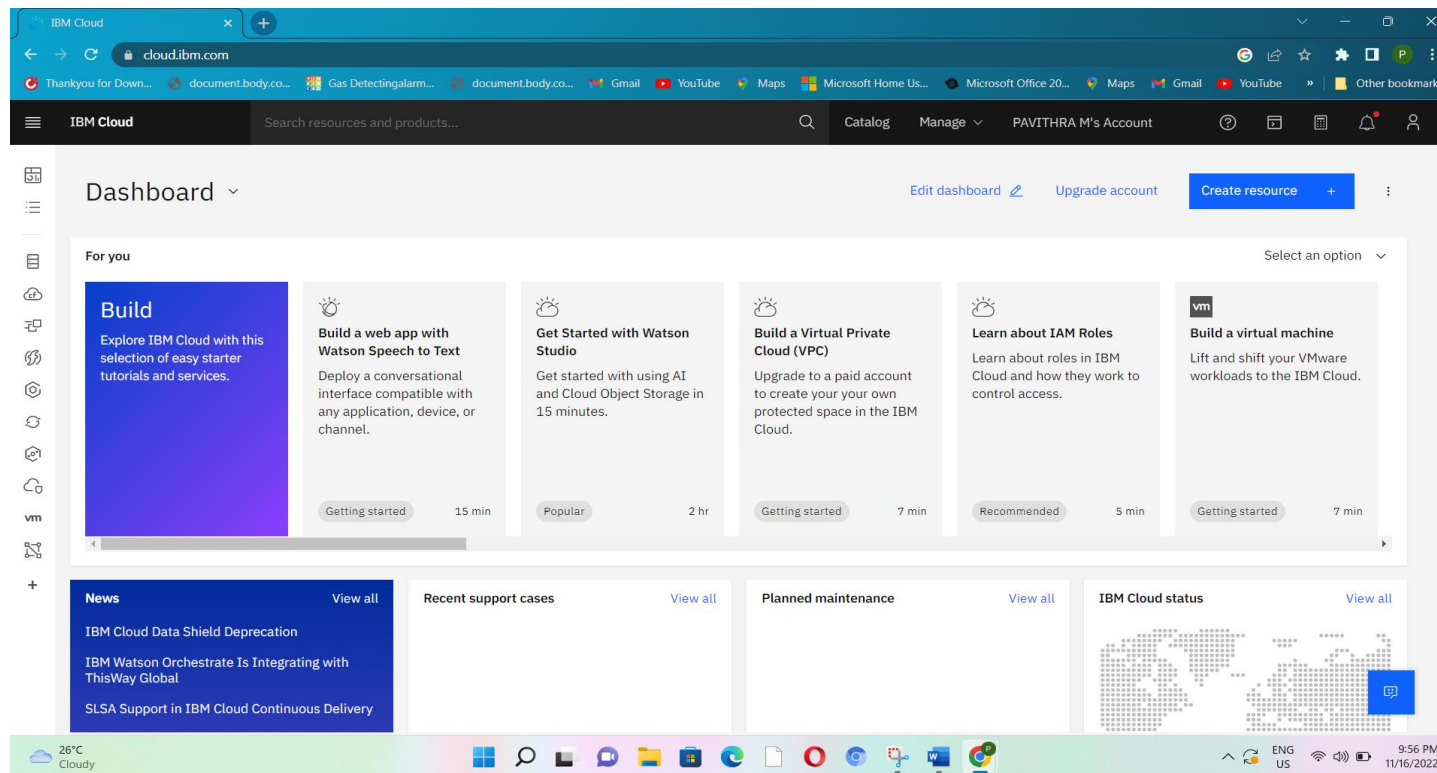 IBM Cloud
cloud.ibm.com
P
Thankyou for Down...
document.body.co...
Gas Detectingalarm...
document.body.co...
Gmail
YouTube
Maps
Microsoft Home Us...
Microsoft Office 20...
Maps
Gmail
YouTube
»
Other bookmark
IBM Cloud
Search resources and products...
Catalog
Manage
PAVITHRA M's Account
Dashboard
Edit dashboard
Upgrade account
Create resource +
For you
Select an option
Build
Explore IBM Cloud with this
selection of easy starter
tutorials and services.
Build a web app with
Watson Speech to Text
Deploy a conversational
interface compatible with
any application, device, or
channel.
Getting started 15 min
Get Started with Watson
Studio
Get started with using AI
and Cloud Object Storage in
15 minutes.
Popular 2 hr
Build a Virtual Private
Cloud (VPC)
Upgrade to a paid account
to create your your own
protected space in the IBM
Cloud.
Getting started 7 min
Learn about IAM Roles
Learn about roles in IBM
Cloud and how they work to
control access.
Recommended 5 min
vm
Build a virtual machine
Lift and shift your VMware
workloads to the IBM Cloud.
Getting started 7 min
cf
vm
News View all
IBM Cloud Data Shield Deprecation
IBM Watson Orchestrate Is Integrating with
ThisWay Global
SLSA Support in IBM Cloud Continuous Delivery
Recent support cases View all
Planned maintenance View all
IBM Cloud status View all
26°C
Cloudy
ENG
US
9:56 PM
11/16/2022